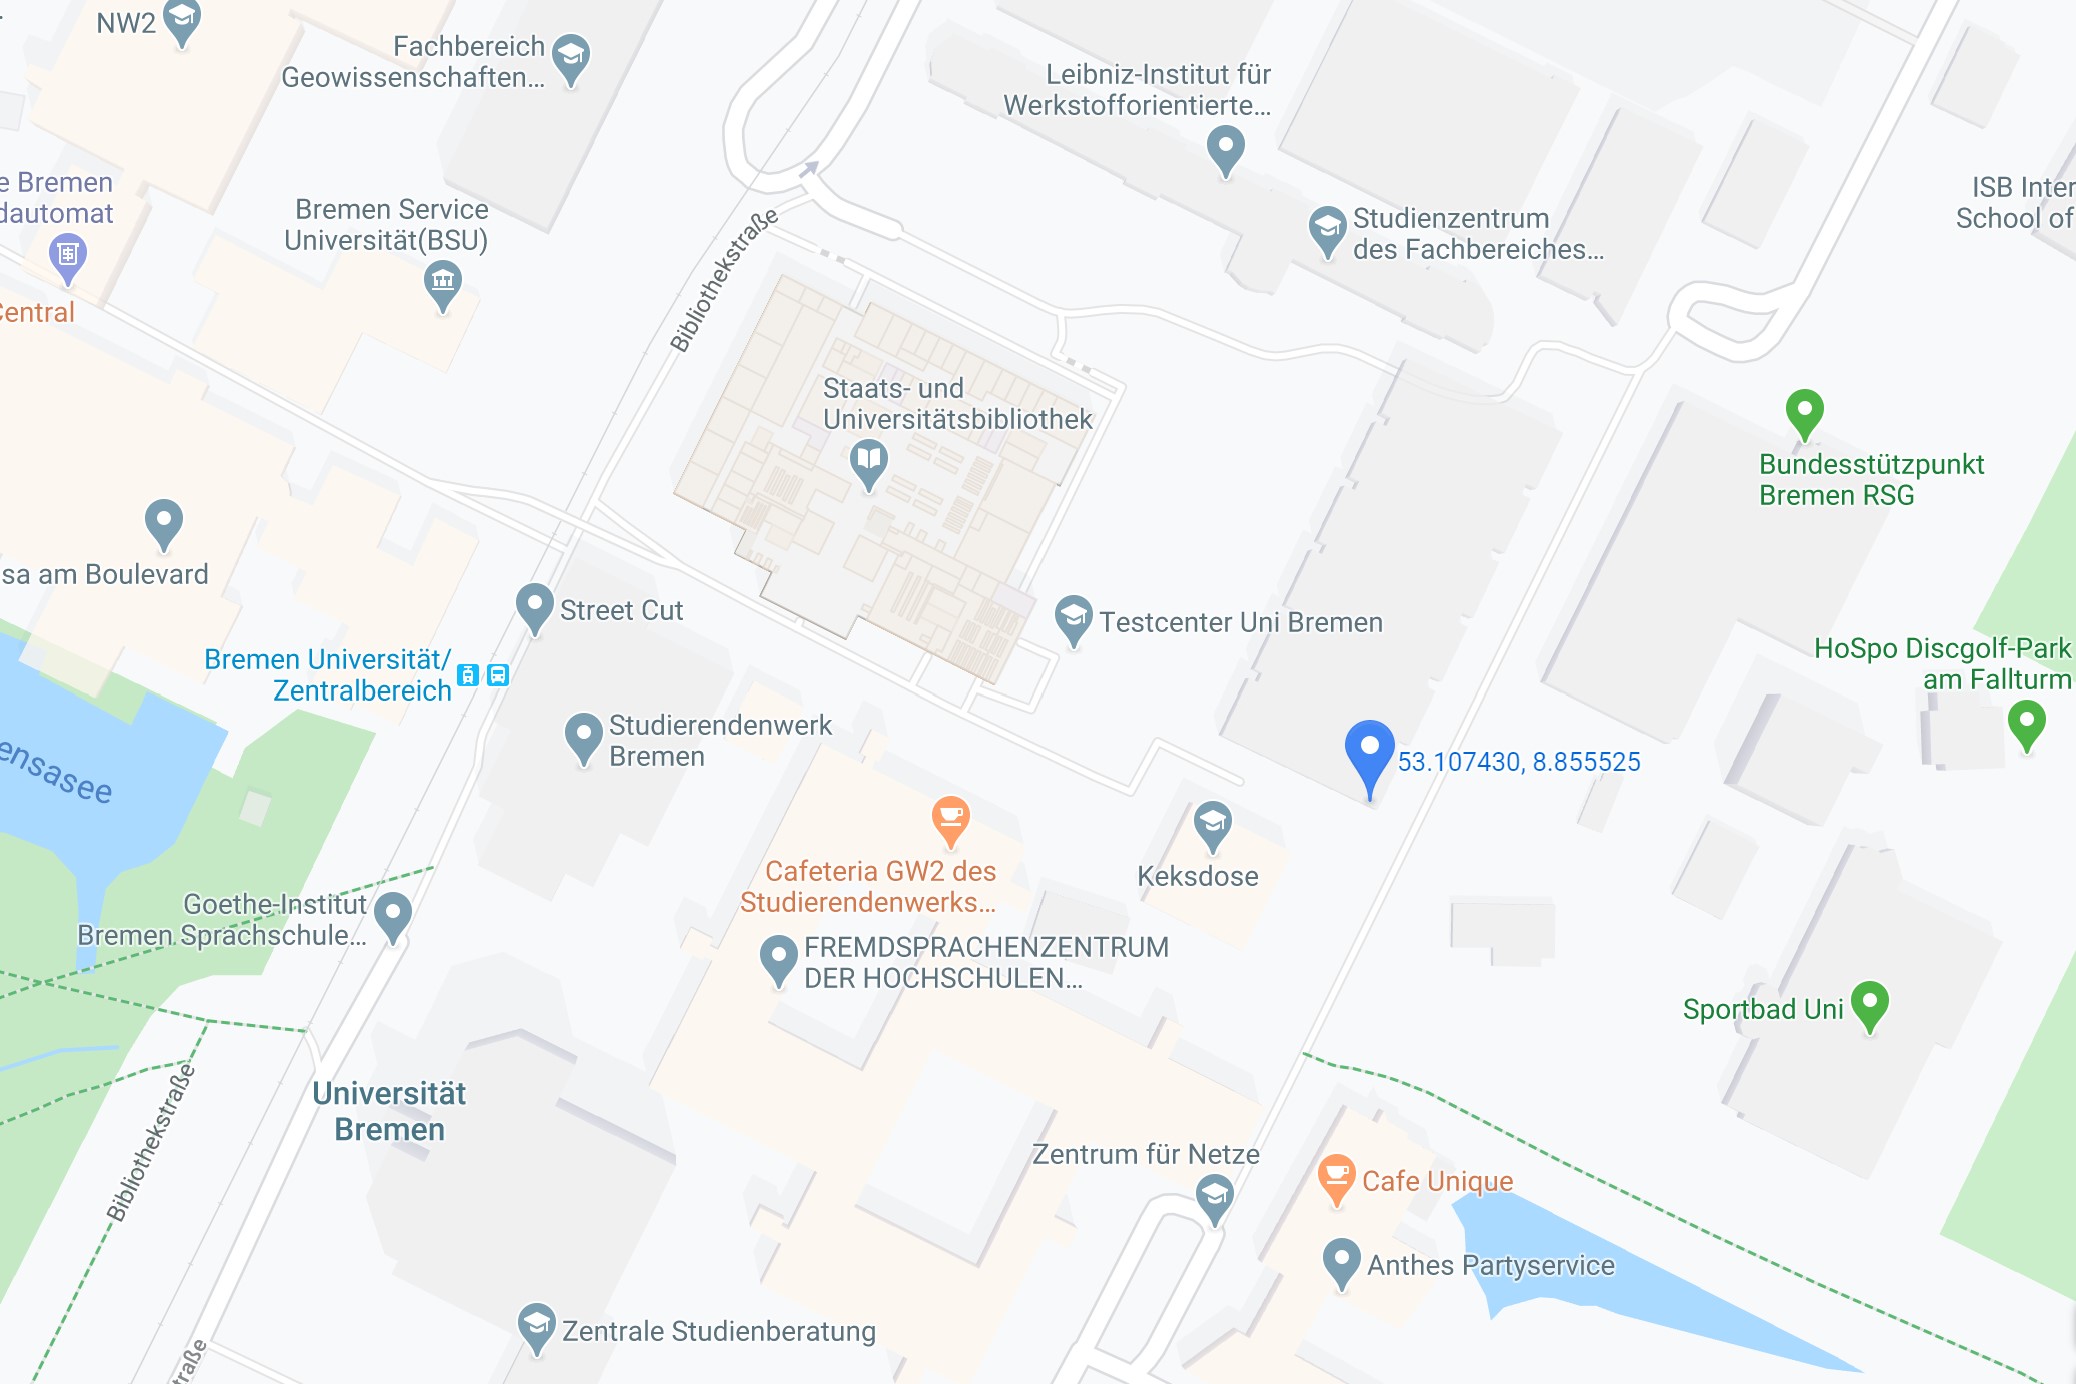 NW2
Fachbereich
Geowissenschaften...
Leibniz-Institut für
Werkstofforientierte...
e Bremen
dautomat
Bremen Service
Universität(BSU)
Bibliothekstraße
Studienzentrum
des Fachbereiches...
ISB Inter
School of
Central
Staats- und
Universitätsbibliothek
Bundesstützpunkt
Bremen RSG
sa am Boulevard
Street Cut
Testcenter Uni Bremen
Bremen Universität/
Zentralbereich
HoSpo Discgolf-Park
am Fallturm
Studierendenwerk
Bremen
53.107430, 8.855525
ensasee
Cafeteria GW2 des
Studierendenwerks...
Keksdose
Goethe-Institut
Bremen Sprachschule...
FREMDSPRACHENZENTRUM
DER HOCHSCHULEN...
Sportbad Uni
Universität
Bremen
Bibliothekstraße
Zentrum für Netze
Cafe Unique
Anthes Partyservice
Zentrale Studienberatung
traße